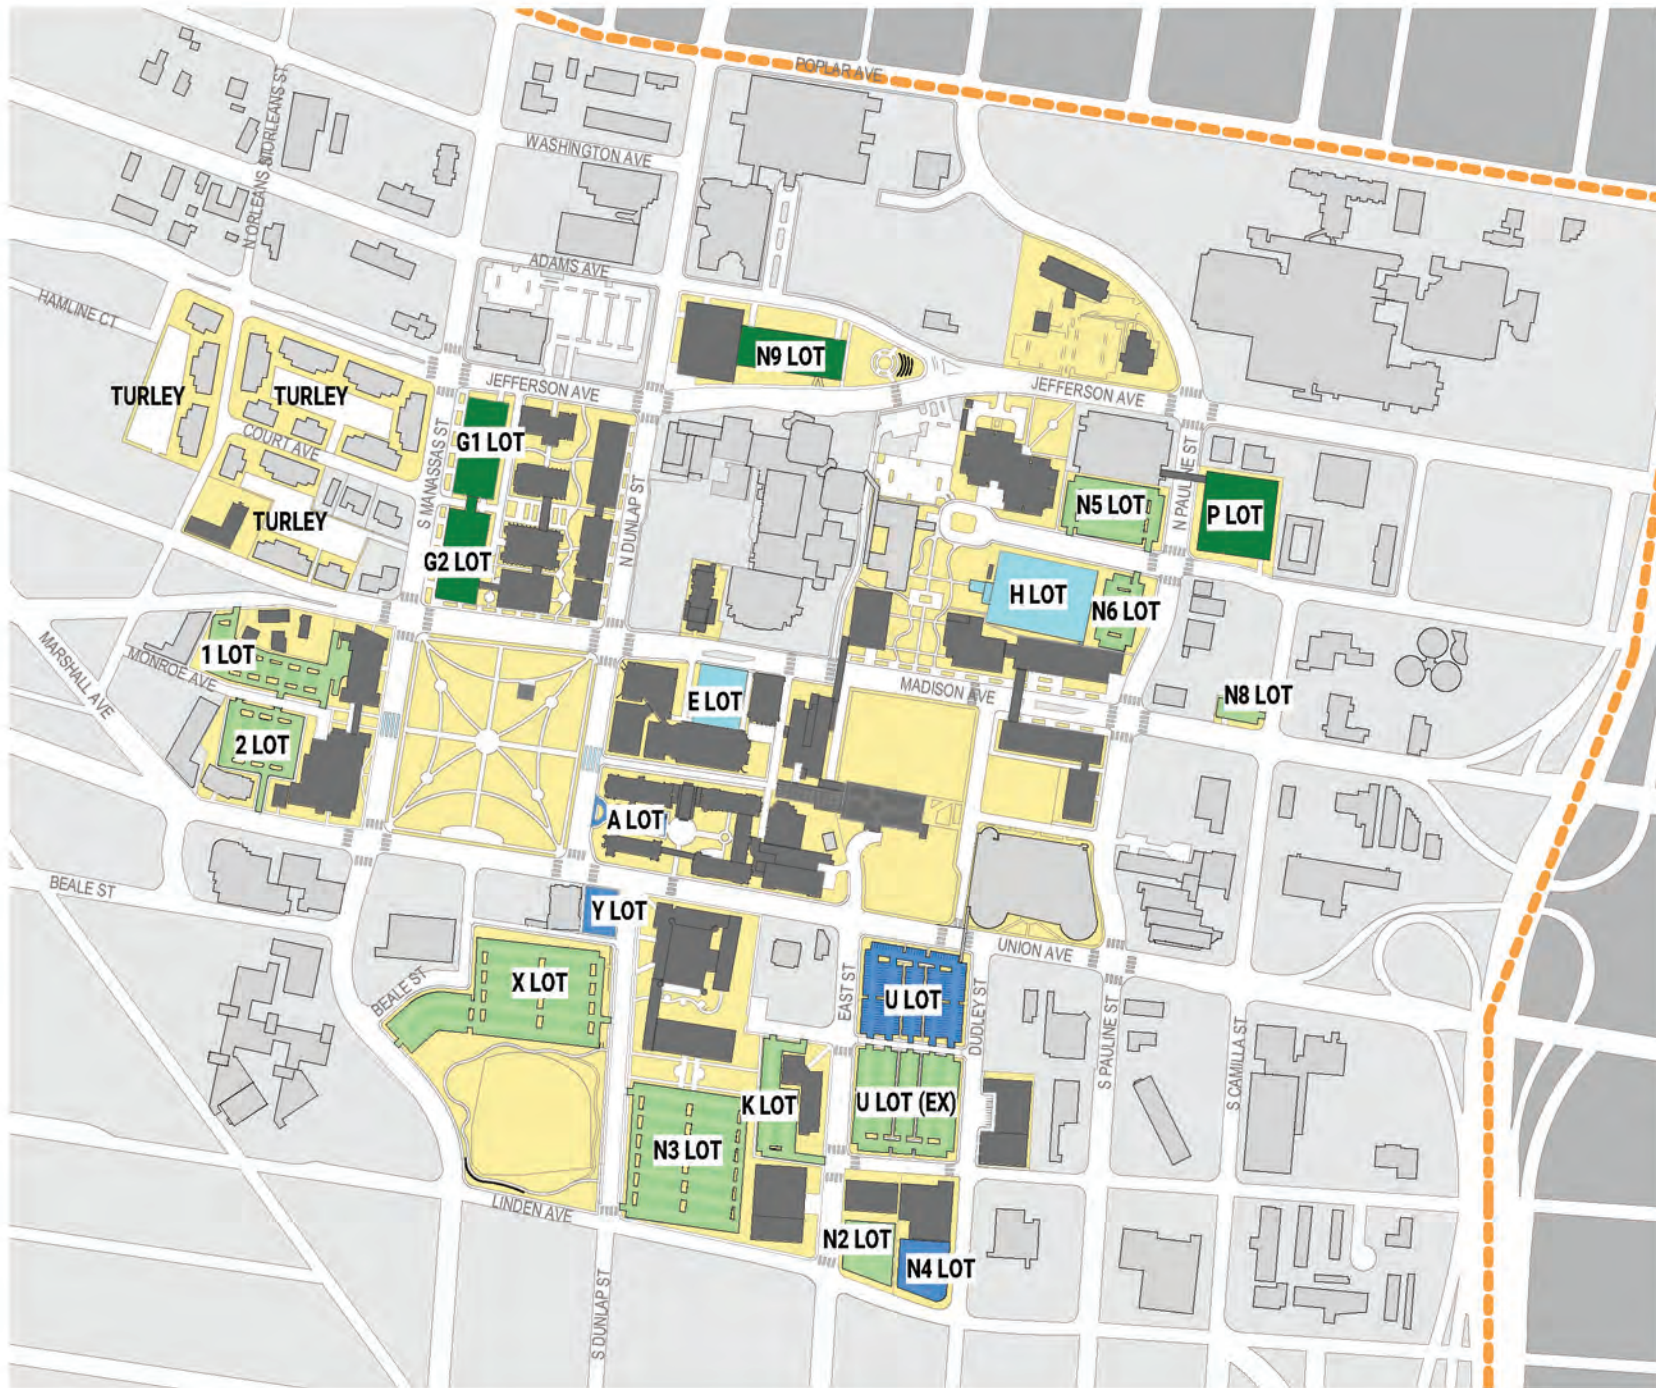 POPLAR AVE
N ORLEANS ST
ORLEANS ST
WASHINGTON AVE
ADAMS AVE
HAMLINE CT
N9 LOT
JEFFERSON AVE
JEFFERSON AVE
TURLEY
TURLEY
G1 LOT
COURT AVE
S MANASSAS ST
N PAULINE ST
N5 LOT
P LOT
TURLEY
N DUNLAP ST
G2 LOT
H LOT
N6 LOT
1 LOT
MONROE AVE
MARSHALL AVE
MADISON AVE
E LOT
N8 LOT
2 LOT
A LOT
BEALE ST
Y LOT
UNION AVE
X LOT
BEALE ST
EAST ST
U LOT
DUDLEY ST
S PAULINE ST
S CAMILLA ST
K LOT
U LOT (EX)
N3 LOT
LINDEN AVE
N2 LOT
N4 LOT
S DUNLAP ST